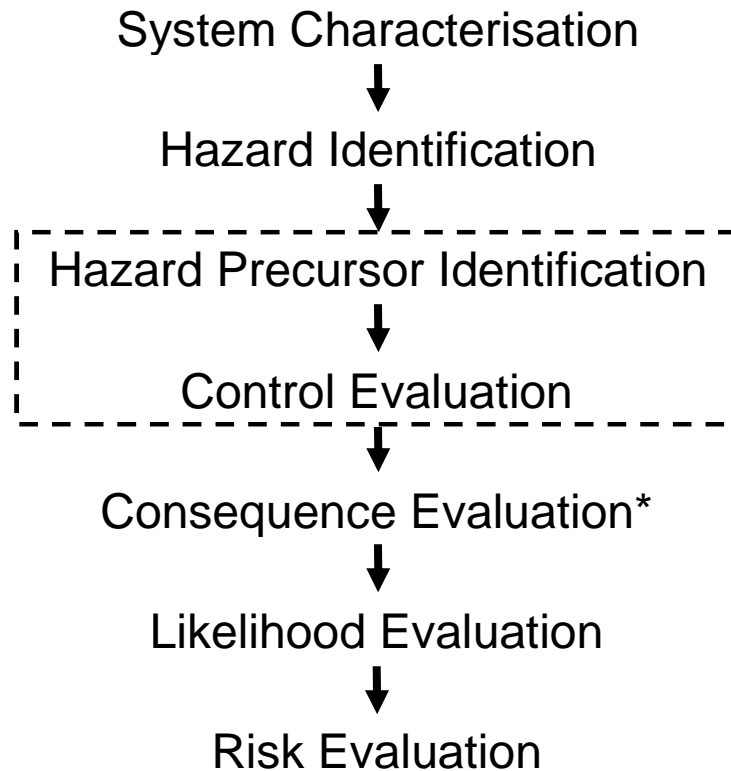 System Characterisation
Hazard Identification
Hazard Precursor Identification
Control Evaluation
Consequence Evaluation*
Likelihood Evaluation
Risk Evaluation